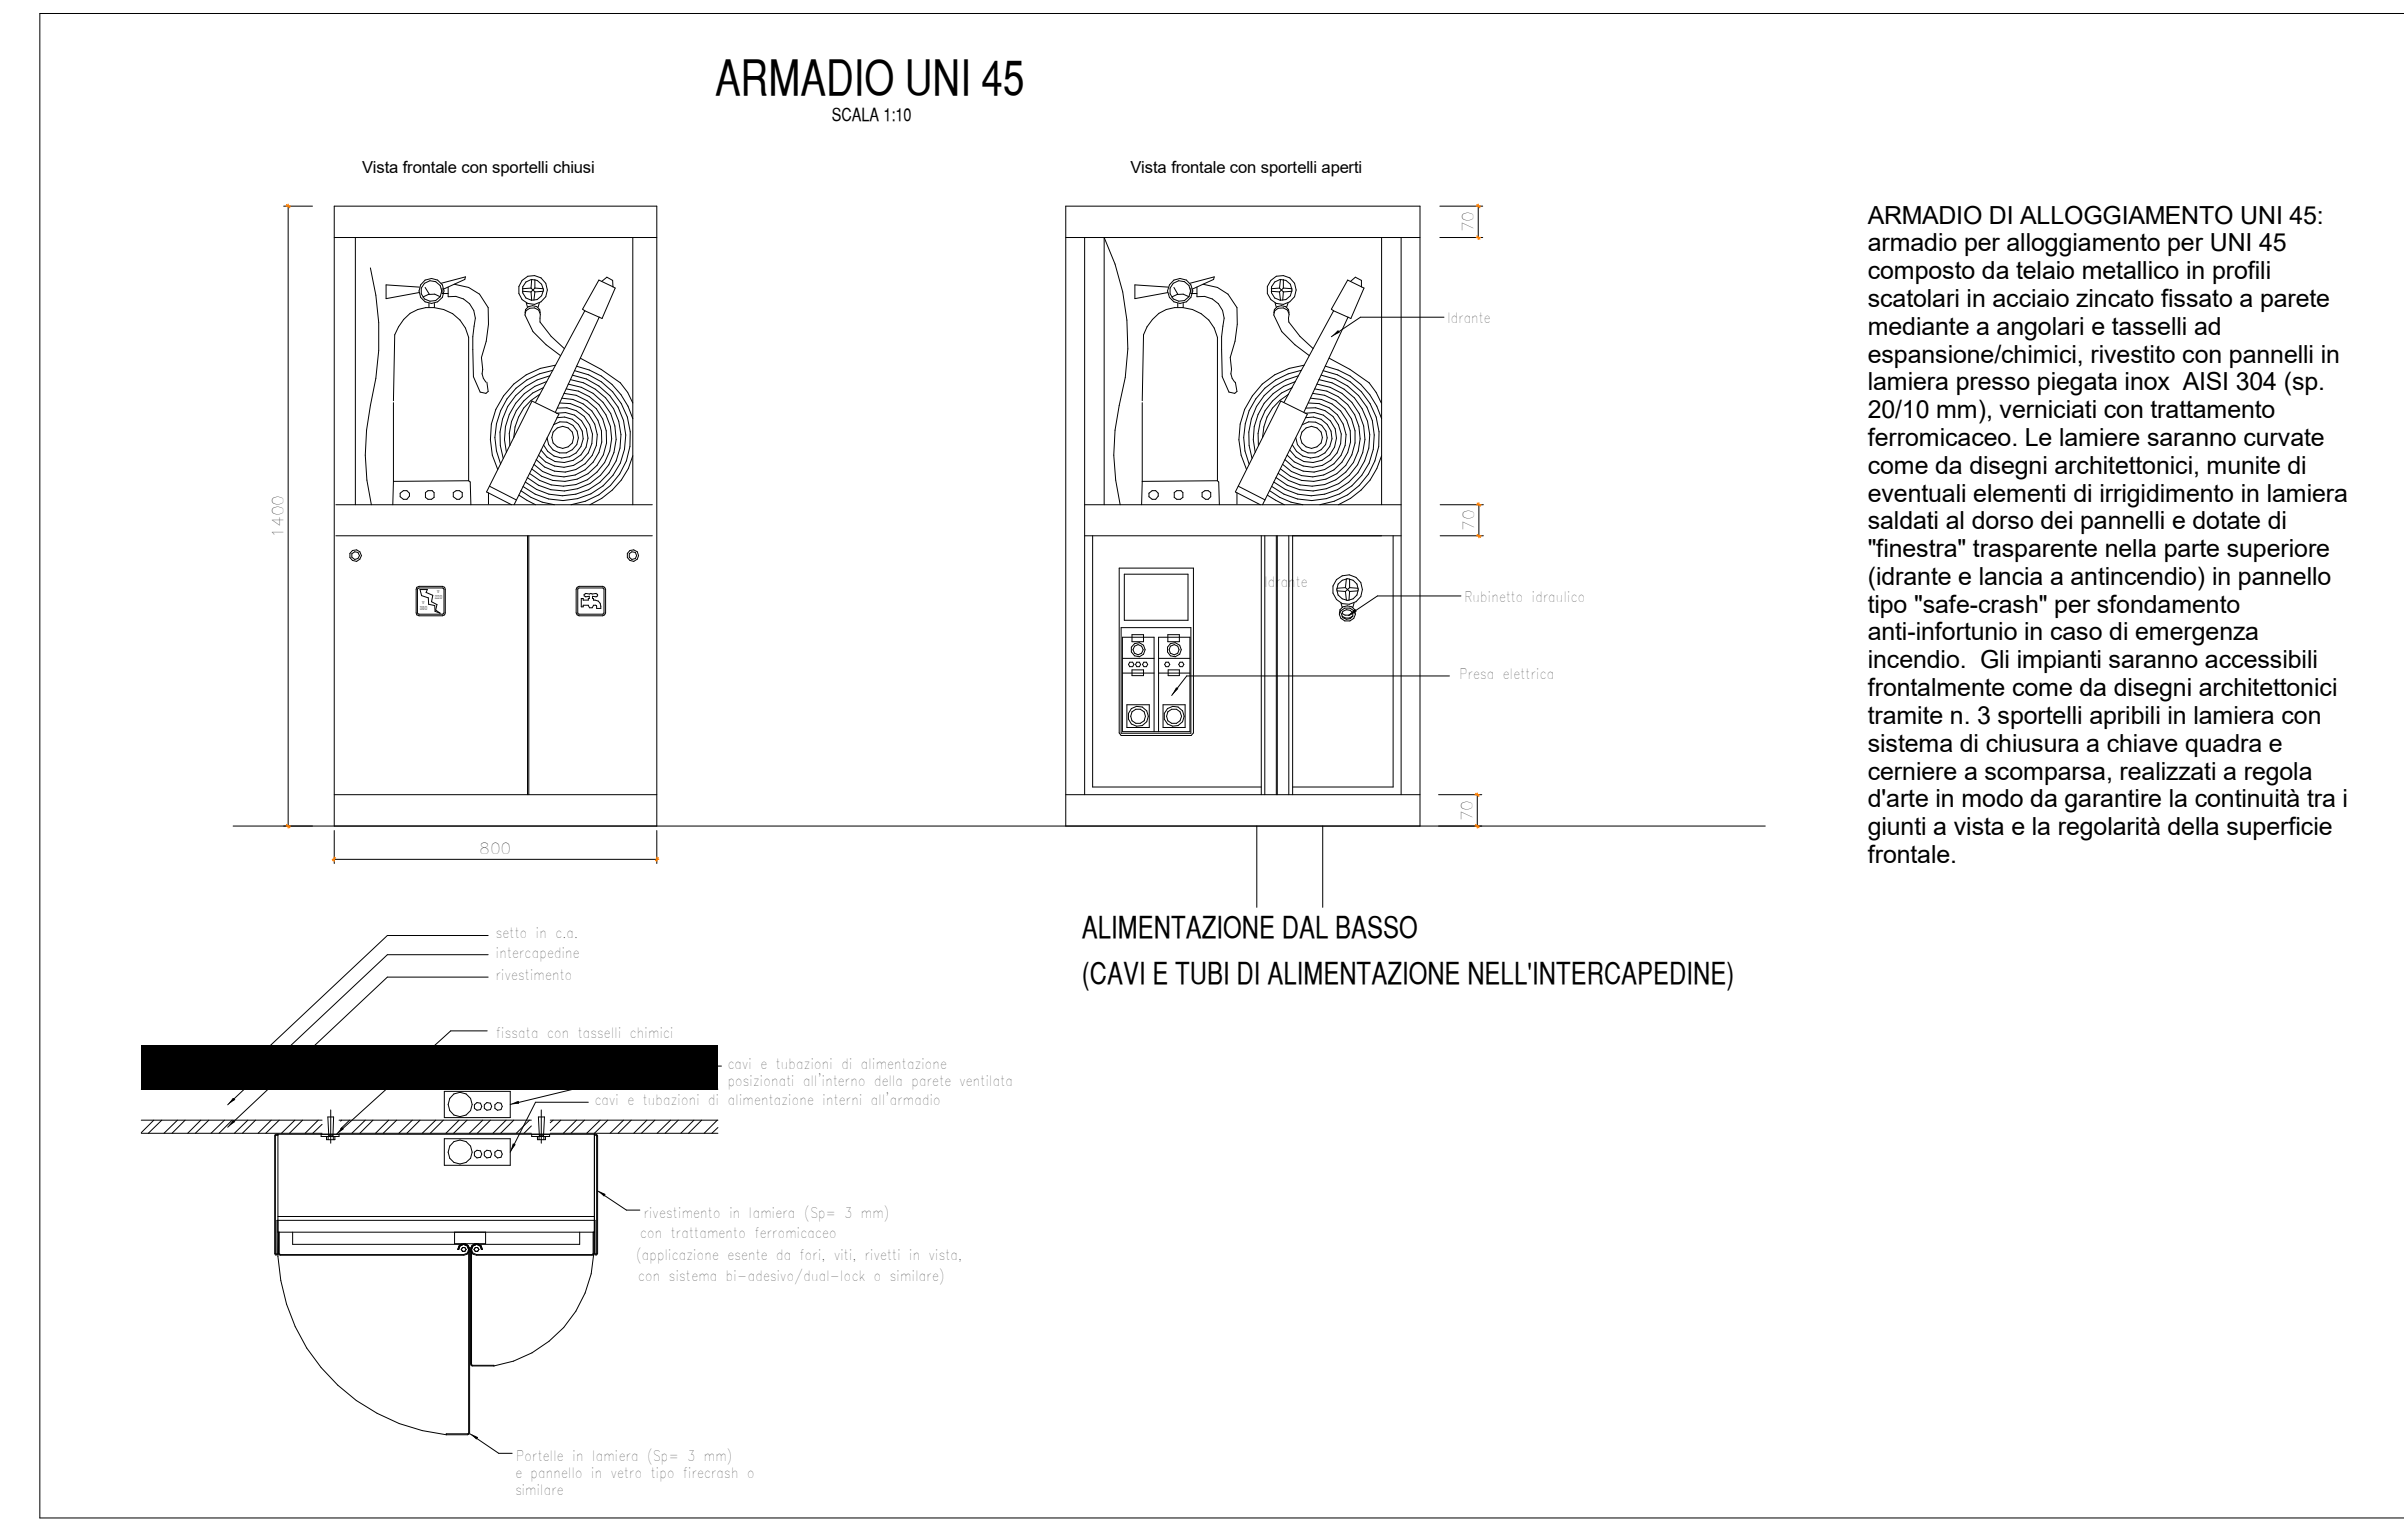 ARMADIO UNI 45
SCALA 1:10
Vista frontale con sportelli chiusi
Vista frontale con sportelli aperti
1400
800
70
70
70
Idrante
Idrante
Rubinetto idraulico
Presa elettrica
ALIMENTAZIONE DAL BASSO
(CAVI E TUBI DI ALIMENTAZIONE NELL'INTERCAPEDINE)
ARMADIO DI ALLOGGIAMENTO UNI 45:
armadio per alloggiamento per UNI 45
composto da telaio metallico in profili
scatolari in acciaio zincato fissato a parete
mediante a angolari e tasselli ad
espansione/chimici, rivestito con pannelli in
lamiera presso piegata inox  AISI 304 (sp.
20/10 mm), verniciati con trattamento
ferromicaceo. Le lamiere saranno curvate
come da disegni architettonici, munite di
eventuali elementi di irrigidimento in lamiera
saldati al dorso dei pannelli e dotate di
"finestra" trasparente nella parte superiore
(idrante e lancia a antincendio) in pannello
tipo "safe-crash" per sfondamento
anti-infortunio in caso di emergenza
incendio.  Gli impianti saranno accessibili
frontalmente come da disegni architettonici
tramite n. 3 sportelli apribili in lamiera con
sistema di chiusura a chiave quadra e
cerniere a scomparsa, realizzati a regola
d'arte in modo da garantire la continuità tra i
giunti a vista e la regolarità della superficie
frontale.
setto in c.a.
intercapedine
rivestimento
fissata con tasselli chimici
cavi e tubazioni di alimentazione
posizionati all'interno della parete ventilata
cavi e tubazioni di alimentazione interni all'armadio
rivestimento in lamiera (Sp= 3 mm)
con trattamento ferromicaceo
(applicazione esente da fori, viti, rivetti in vista,
con sistema bi-adesivo/dual-lock o similare)
Portelle in lamiera (Sp= 3 mm)
e pannello in vetro tipo firecrash o
similare